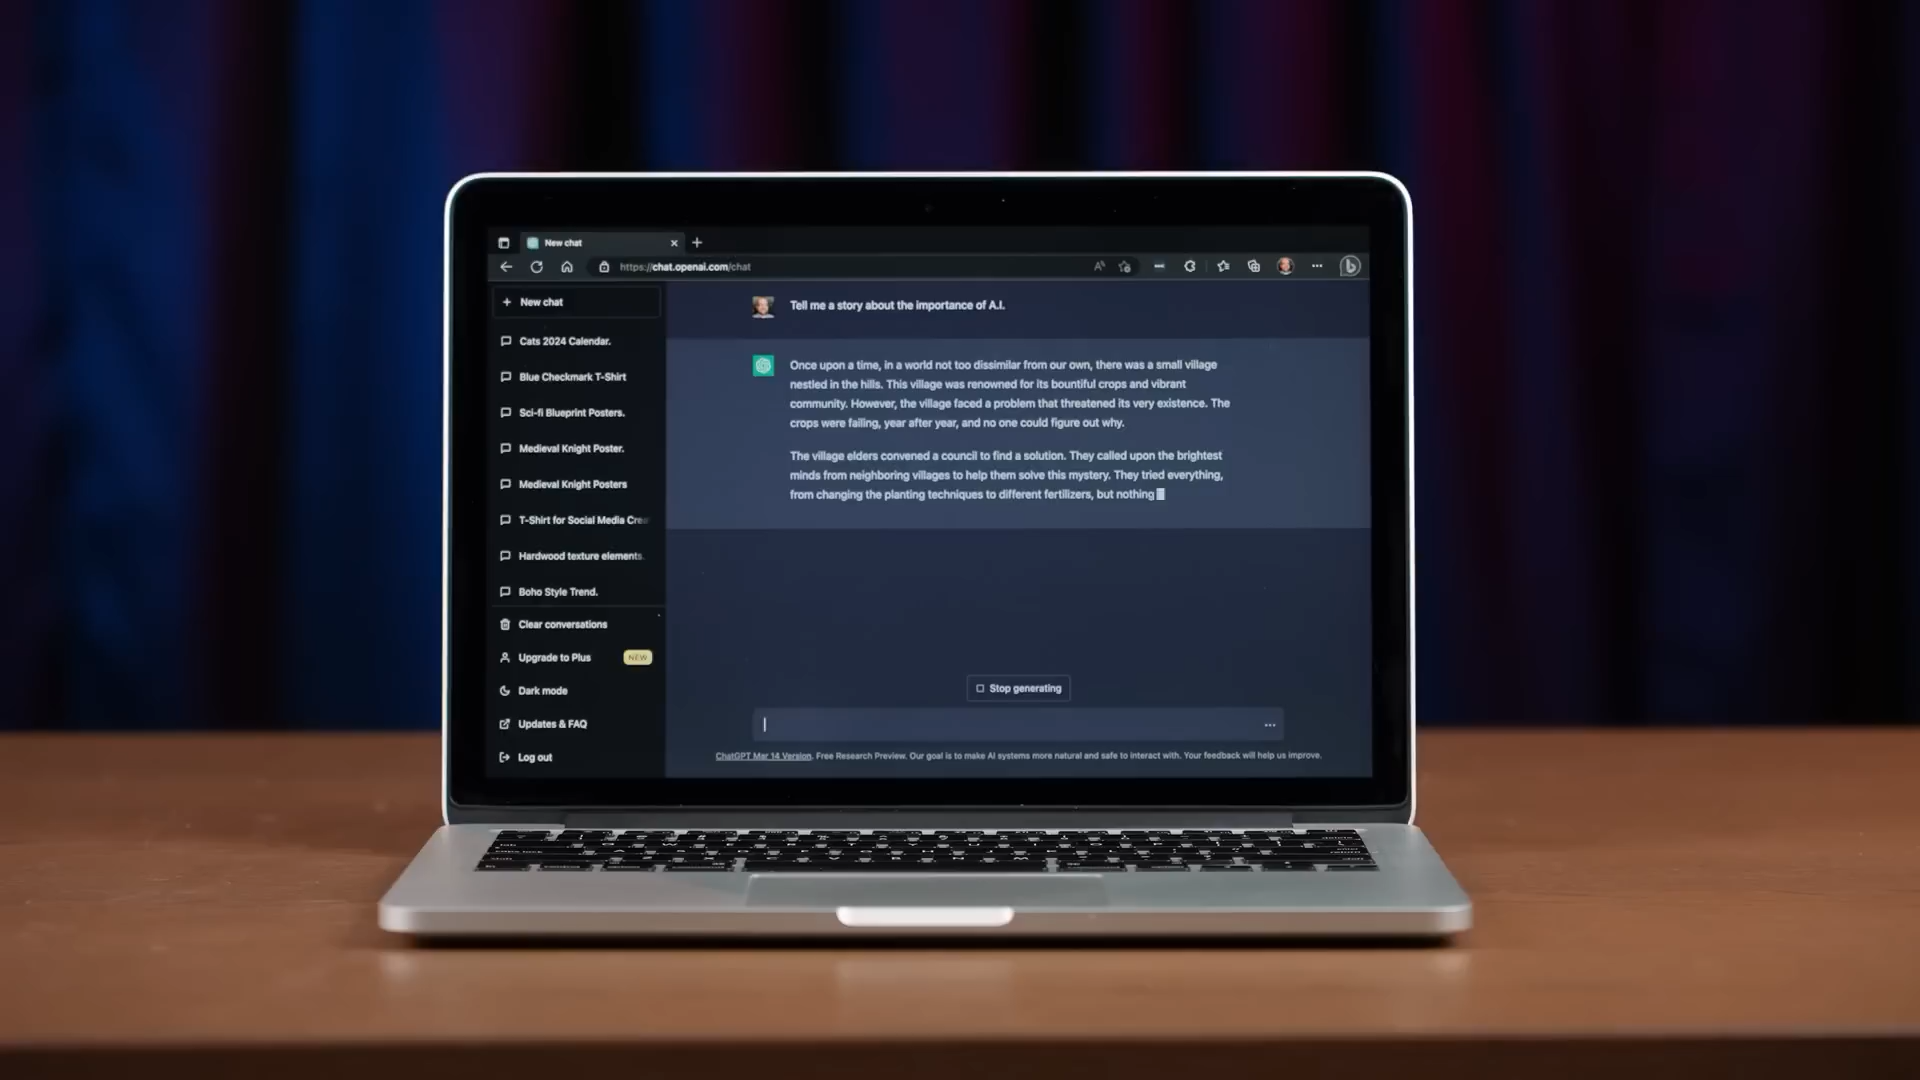 New chat
https://chat.openai.com/chat
New chat
Cats 2024 Calendar.
Blue Checkmark T-Shirt
Sci-fi Blueprint Posters.
Medieval Knight Poster.
Medieval Knight Posters
T-Shirt for Social Media Crea
Hardwood texture elements.
Boho Style Trend.
Clear conversations
Upgrade to Plus NEW
Dark mode
Updates & FAQ
Log out
Tell me a story about the importance of A.I.
Once upon a time, in a world not too dissimilar from our own, there was a small village
nestled in the hills. This village was renowned for its bountiful crops and vibrant
community. However, the village faced a problem that threatened its very existence. The
crops were failing, year after year, and no one could figure out why.
The village elders convened a council to find a solution. They called upon the brightest
minds from neighboring villages to help them solve this mystery. They tried everything,
from changing the planting techniques to different fertilizers, but nothing
Stop generating
ChatGPT Mar 14 Version. Free Research Preview. Our goal is to make AI systems more natural and safe to interact with. Your feedback will help us improve.